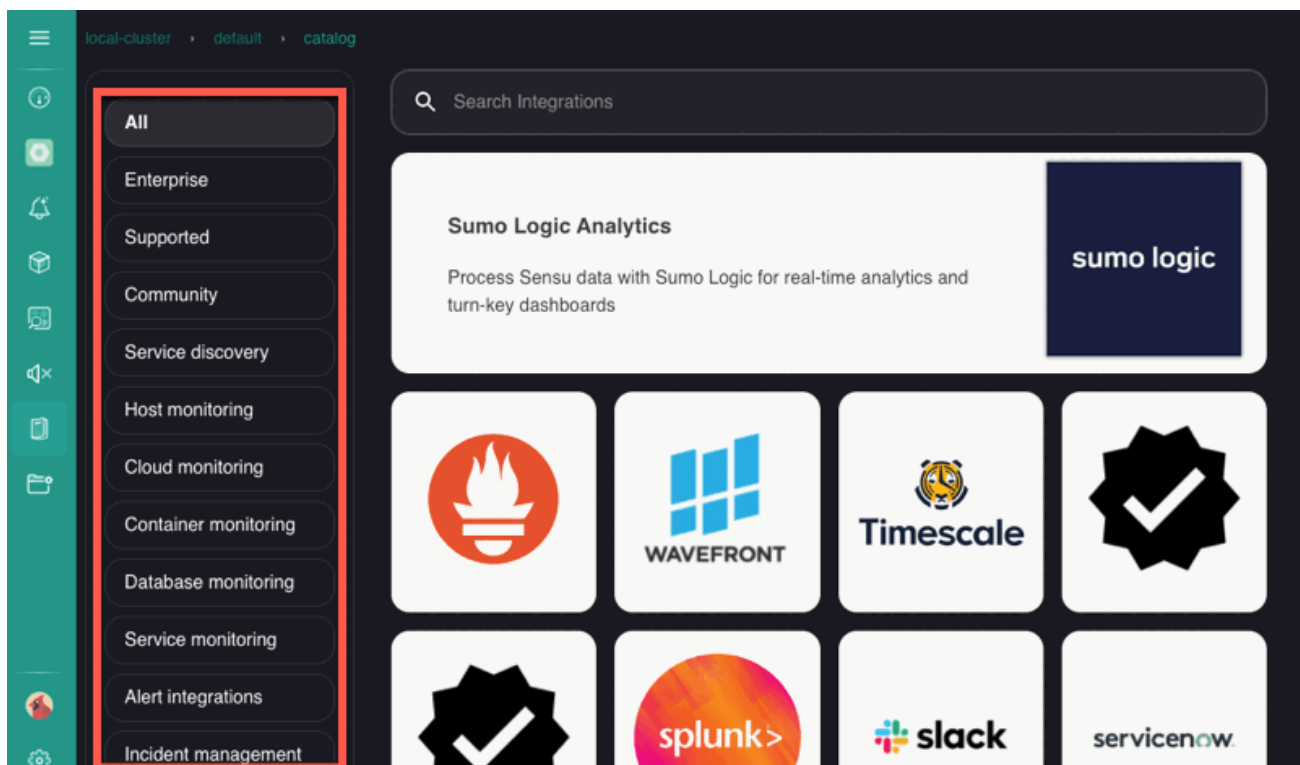 local-cluster › default › catalog
All
Enterprise
Supported
Community
Service discovery
Host monitoring
Cloud monitoring
Container monitoring
Database monitoring
Service monitoring
Alert integrations
Incident management
Search Integrations
Sumo Logic Analytics
Process Sensu data with Sumo Logic for real-time analytics and
turn-key dashboards
sumo logic
WAVEFRONT
Timescale
splunk>
slack
servicenow.